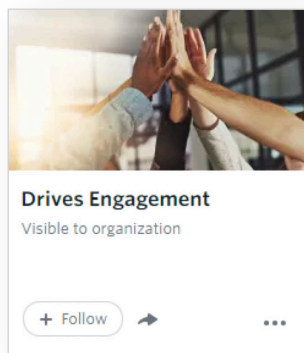 Drives Engagement
Visible to organization
+ Follow